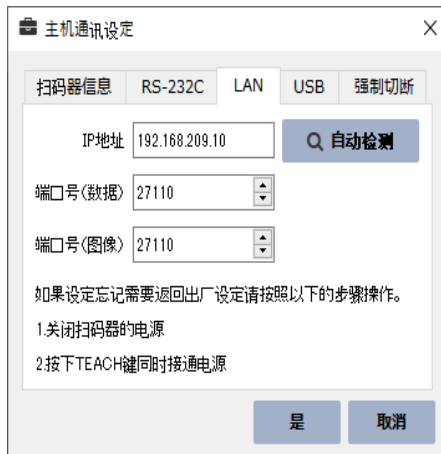 主机通讯设定
扫码器信息 RS-232C LAN USB 强制切断
IP地址 192.168.209.10 自动检测
端口号(数据) 27110
端口号(图像) 27110
如果设定忘记需要返回出厂设定请按照以下的步骤操作。
1.关闭扫码器的电源
2.按下TEACH键同时接通电源
是 取消